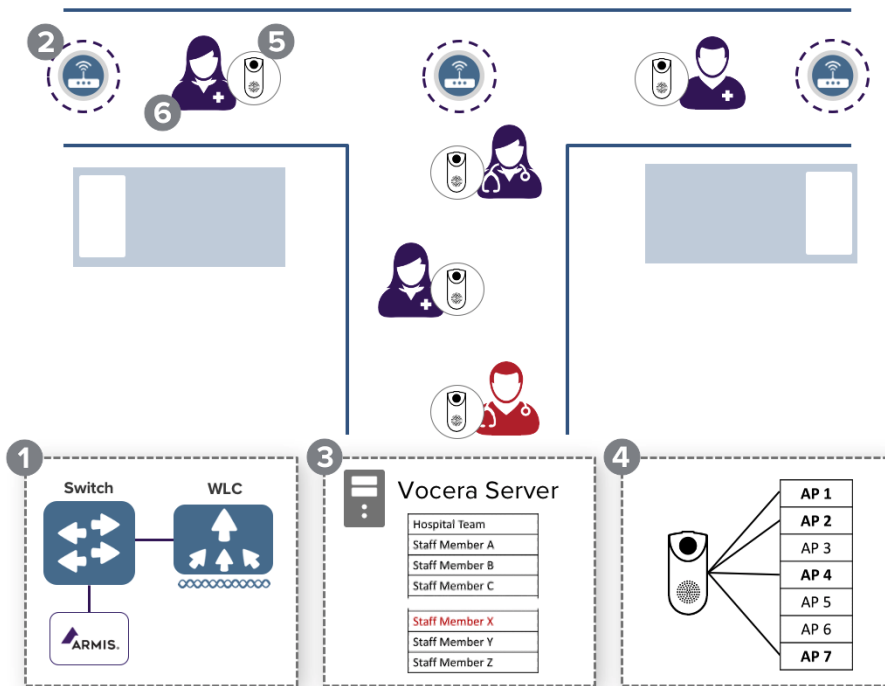 2
5
6
1
Switch
WLC
ARMIS.
3
Vocera Server
Hospital Team
Staff Member A
Staff Member B
Staff Member C
Staff Member X
Staff Member Y
Staff Member Z
4
AP 1
AP 2
AP 3
AP 4
AP 5
AP 6
AP 7